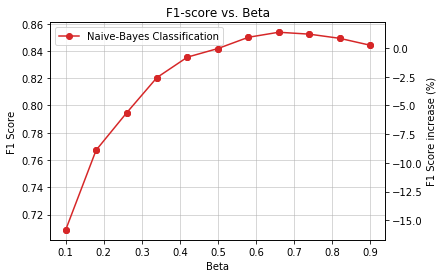 F1-score vs. Beta
Naive-Bayes Classification
F1 Score
0.86
0.84
0.82
0.80
0.78
0.76
0.74
0.72
0.0
−2.5
−5.0
−7.5
−10.0
−12.5
−15.0
F1 Score increase (%)
0.1 0.2 0.3 0.4 0.5 0.6 0.7 0.8 0.9
Beta